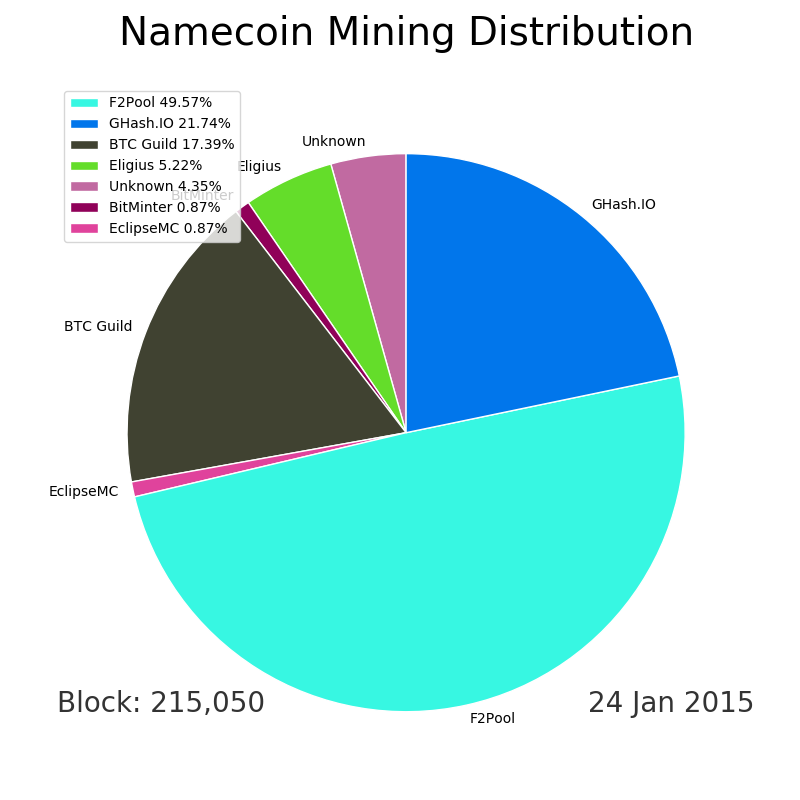 Namecoin Mining Distribution
F2Pool 49.57%
GHash.IO 21.74%
BTC Guild 17.39%
Eligius 5.22%
Unknown 4.35%
BitMinter 0.87%
EclipseMC 0.87%
Unknown
Eligius
BitMinter
GHash.IO
BTC Guild
EclipseMC
F2Pool
Block: 215,050
24 Jan 2015